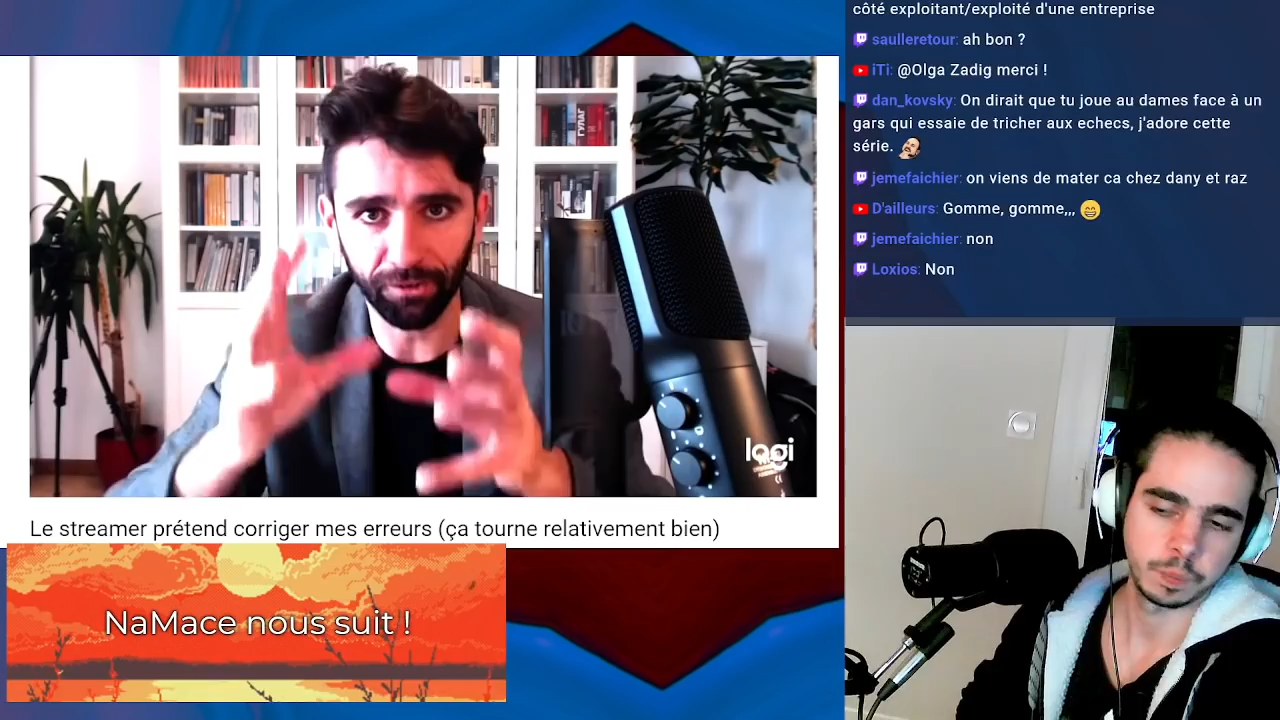 côté exploitant/exploité d'une entreprise
saulleretour: ah bon ?
iTi: @Olga Zadig merci !
dan_kovsky: On dirait que tu joue au dames face à un
gars qui essaie de tricher aux echecs, j'adore cette
série.
jemefaichier: on viens de mater ca chez dany et raz
D'ailleurs: Gomme, gomme,,,
jemefaichier: non
Loxios: Non
ГУЛАГ
logi
Le streamer prétend corriger mes erreurs (ça tourne relativement bien)
NaMace nous suit !